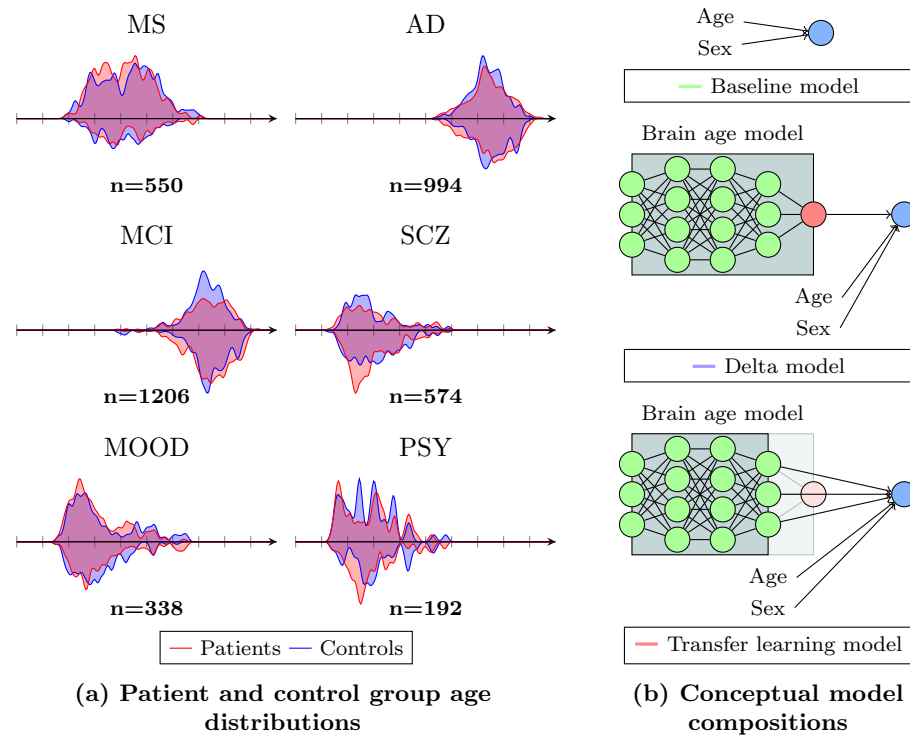 MS
AD
n=550
n=994
MCI
SCZ
n=1206
n=574
MOOD
PSY
n=338
n=192
Patients Controls
(a) Patient and control group age
distributions
Age
Sex
Baseline model
Brain age model
Age
Sex
Delta model
Brain age model
Age
Sex
Transfer learning model
(b) Conceptual model
compositions